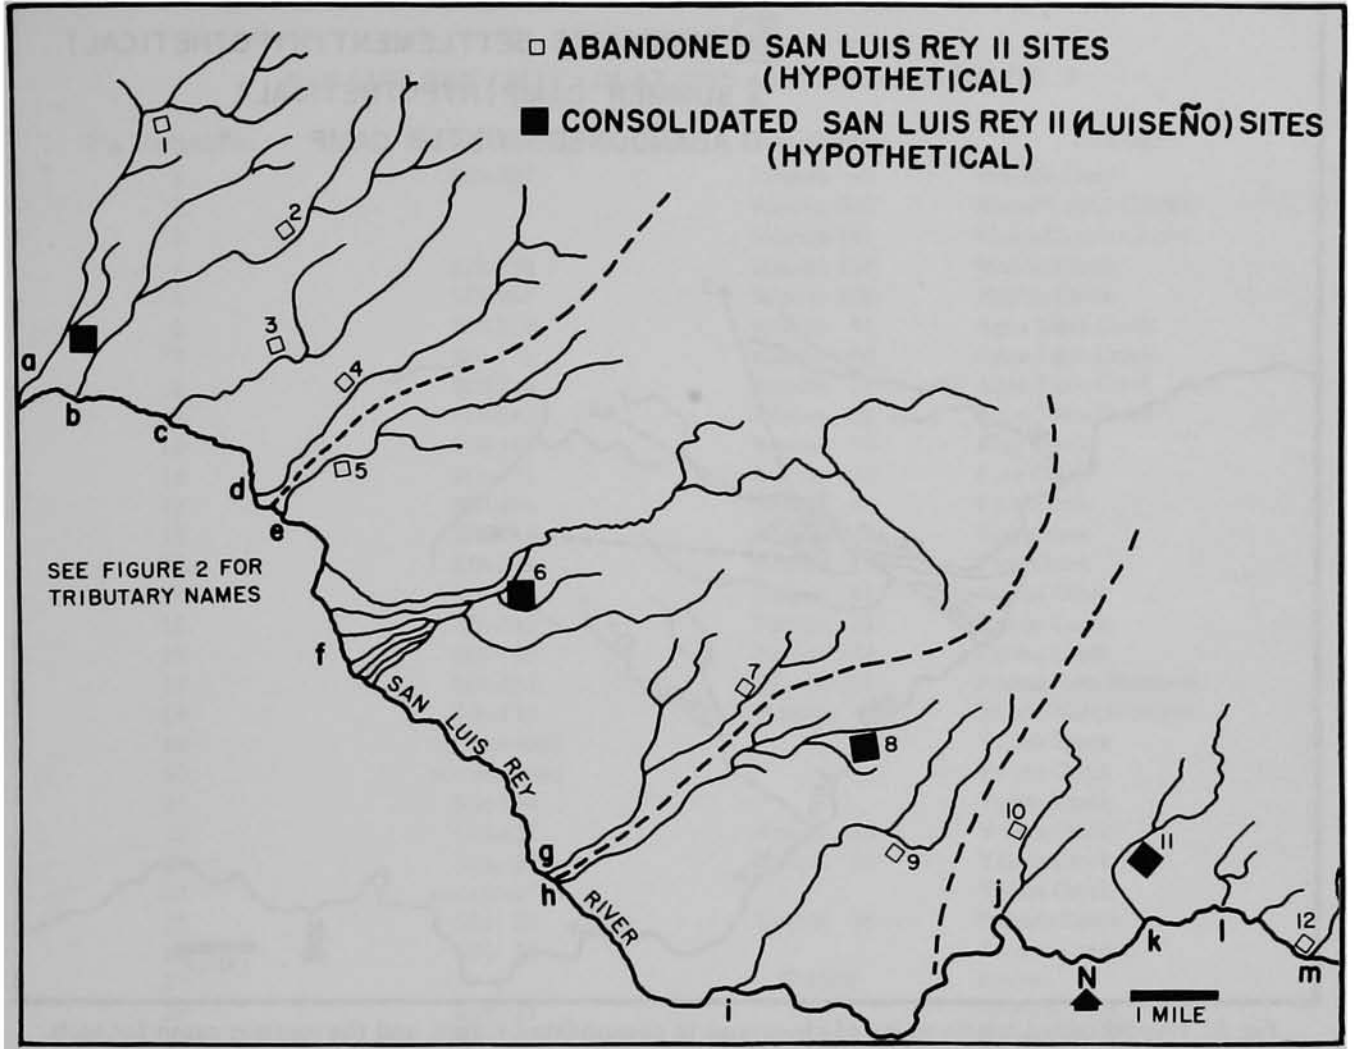 □ ABANDONED SAN LUIS REY II SITES
(HYPOTHETICAL)
■ CONSOLIDATED SAN LUIS REY II (LUISEÑO) SITES
(HYPOTHETICAL)
1
2
3
a
4
b
c
5
d
e
SEE FIGURE 2 FOR
TRIBUTARY NAMES
6
f
SAN LUIS REY RIVER
7
8
g
h
9
10
11
j
k
l
12
m
i
N
1 MILE